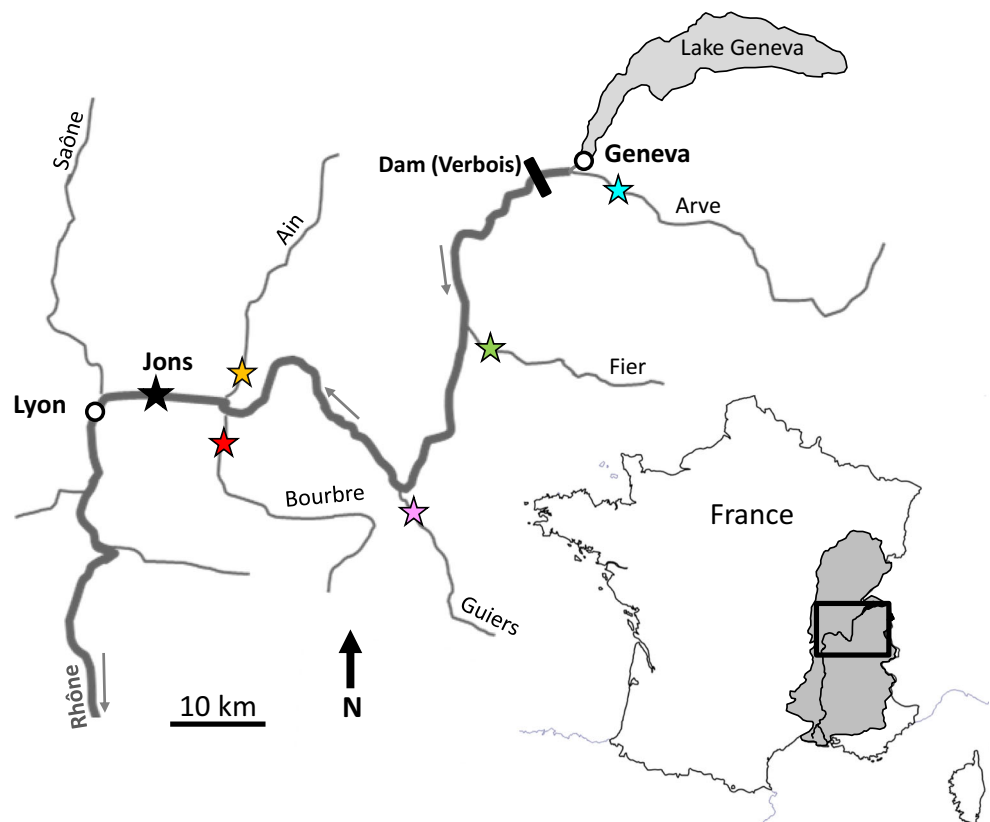 Lake Geneva
Saône
Dam (Verbois)
Geneva
Ain
Arve
Jons
Fier
Lyon
Bourbre
France
Guiers
Rhône
10 km
N